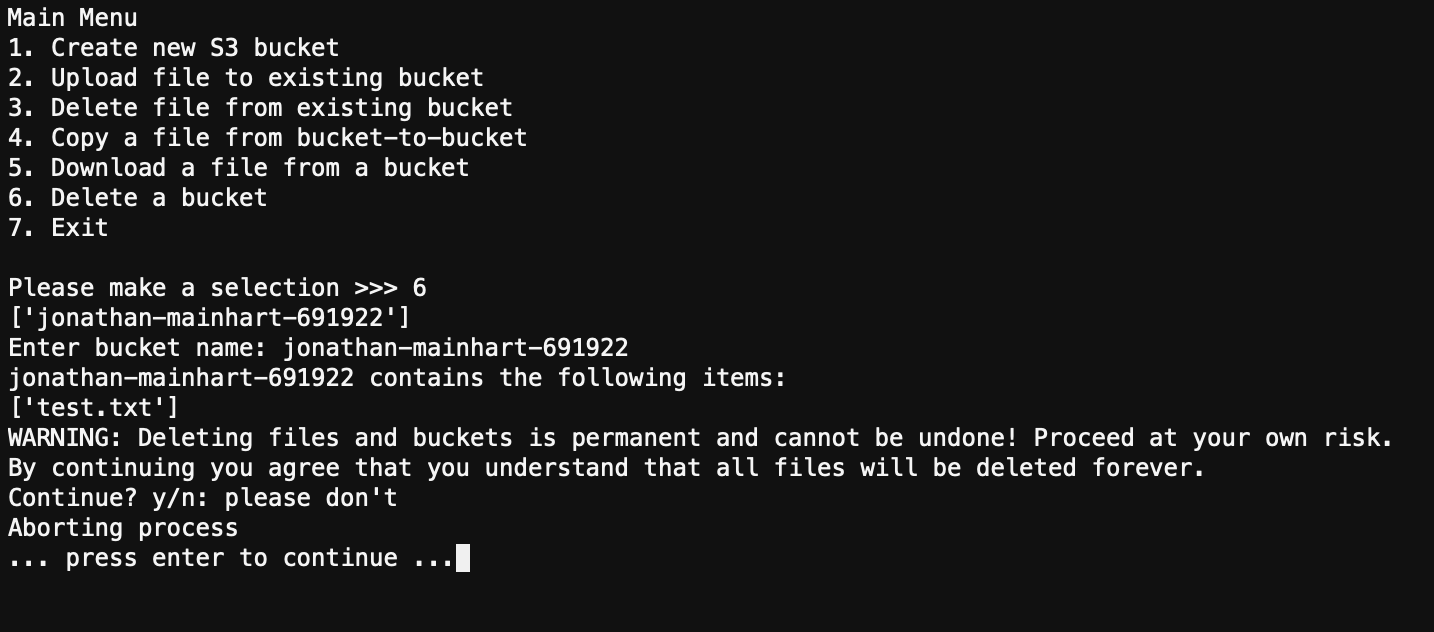 Main Menu
1. Create new S3 bucket
2. Upload file to existing bucket
3. Delete file from existing bucket
4. Copy a file from bucket-to-bucket
5. Download a file from a bucket
6. Delete a bucket
7. Exit
Please make a selection >>> 6
['jonathan-mainhart-691922']
Enter bucket name: jonathan-mainhart-691922
jonathan-mainhart-691922 contains the following items:
['test.txt']
WARNING: Deleting files and buckets is permanent and cannot be undone! Proceed at your own risk.
By continuing you agree that you understand that all files will be deleted forever.
Continue? y/n: please don't
Aborting process
... press enter to continue ...